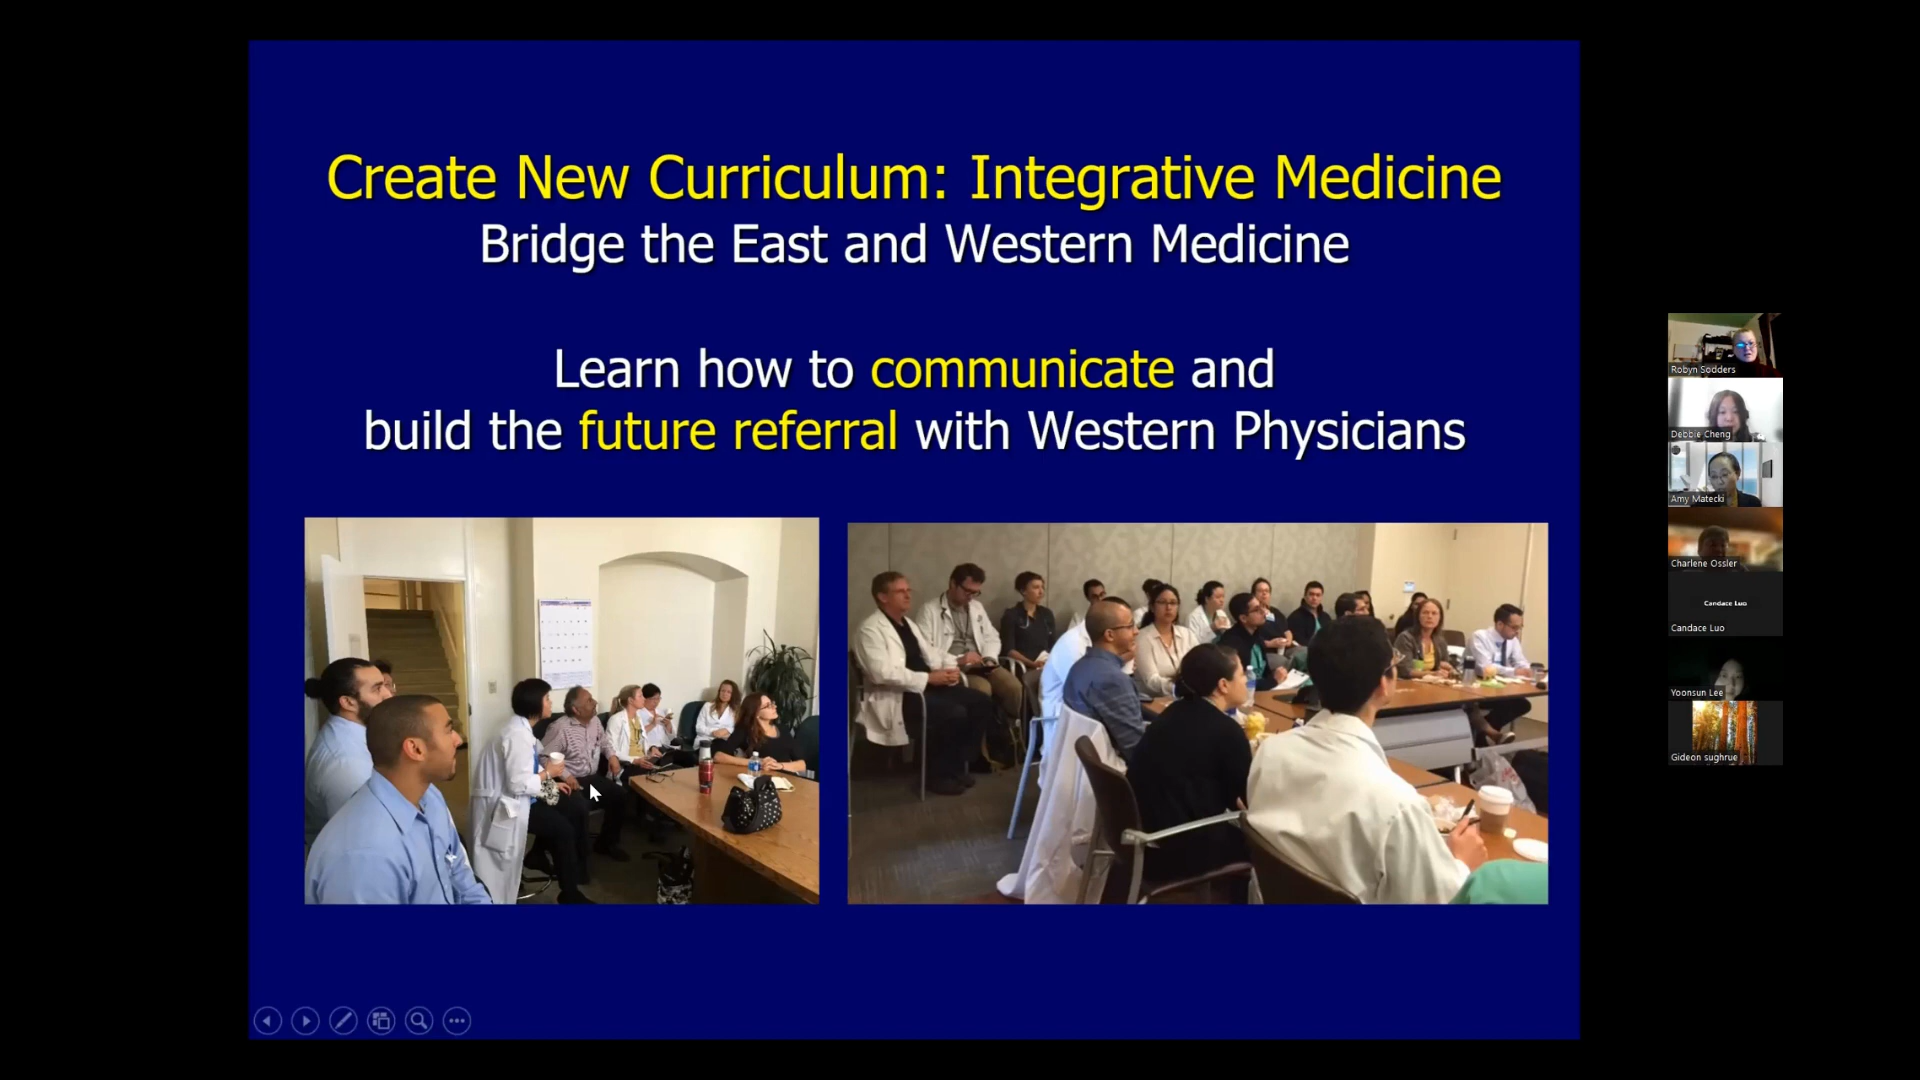 Create New Curriculum: Integrative Medicine
Bridge the East and Western Medicine
Learn how to communicate and
build the future referral with Western Physicians
Robyn Sodders
Debbie Cheng
Amy Matecki
Charlene Ossler
Candace Luo
Candace Luo
Yoonsun Lee
Gideon sughrue